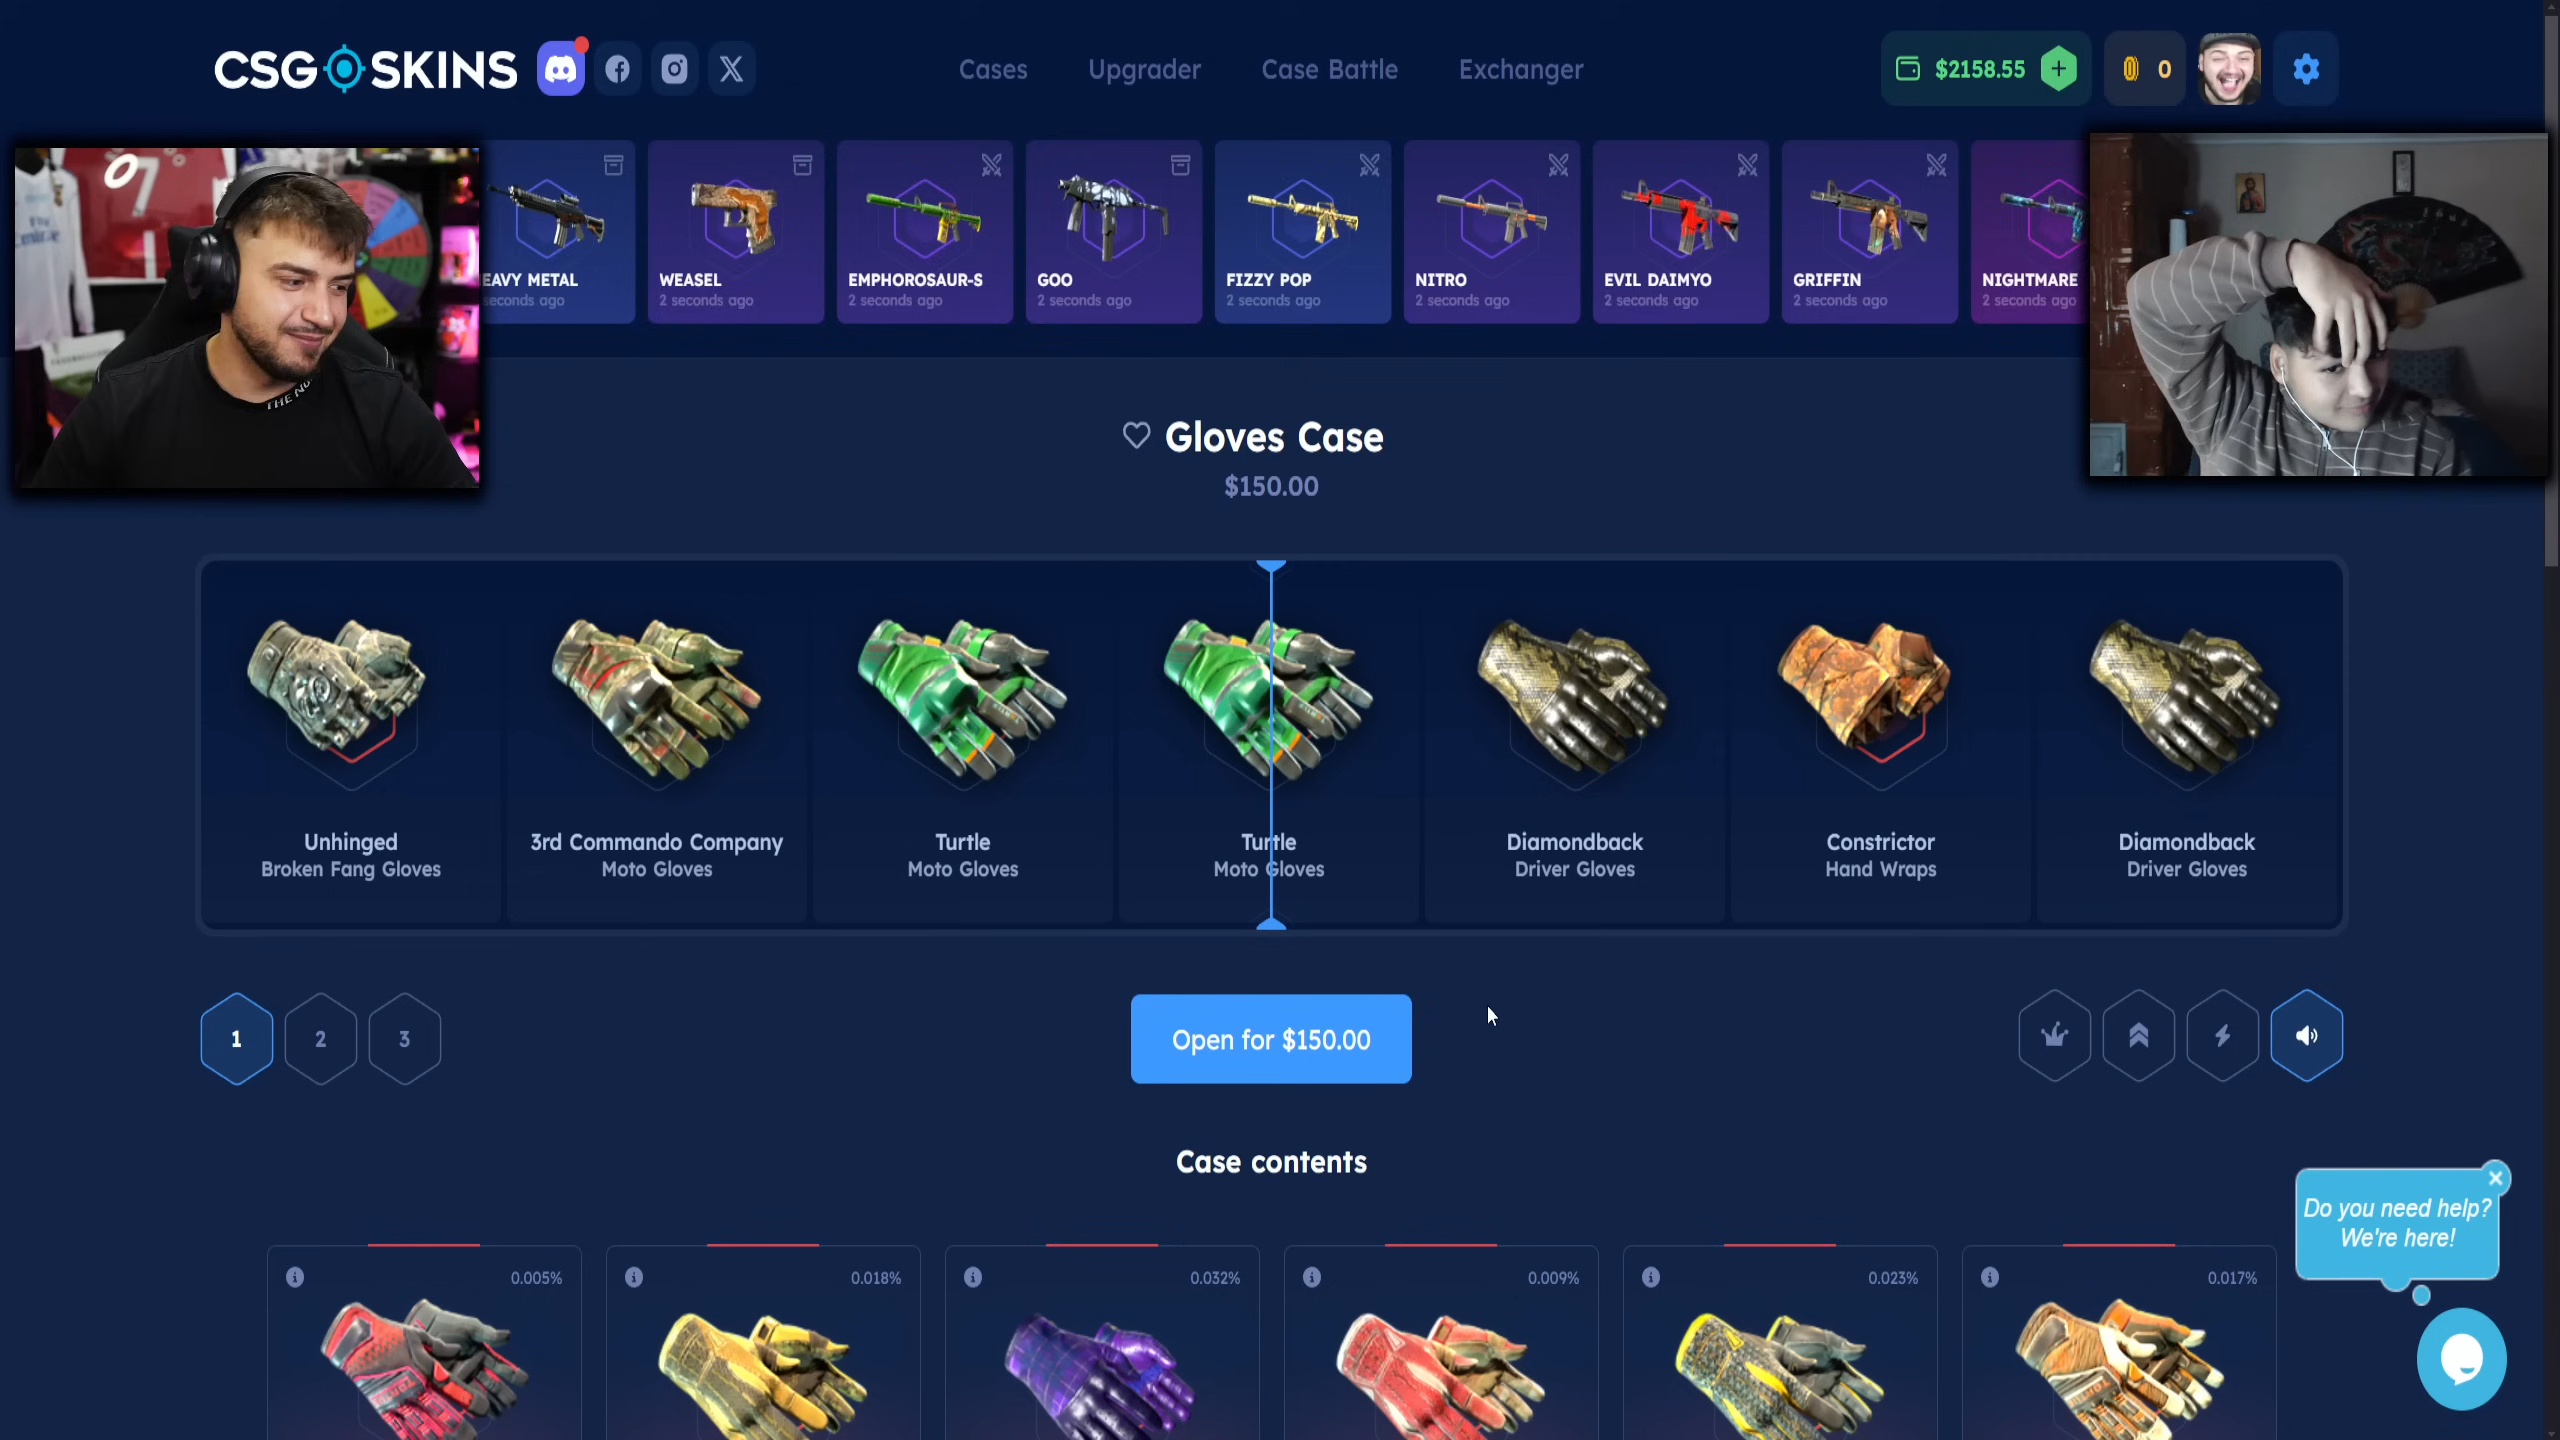 CSGOSKINS
Cases
Upgrader
Case Battle
Exchanger
$2158.55
0
07
EAVY METAL
seconds ago
WEASEL
2 seconds ago
EMPHOROSAUR-S
2 seconds ago
GOO
2 seconds ago
FIZZY POP
2 seconds ago
NITRO
2 seconds ago
EVIL DAIMYO
2 seconds ago
GRIFFIN
2 seconds ago
NIGHTMARE
2 seconds ago
THE NO
Gloves Case
$150.00
Unhinged
Broken Fang Gloves
3rd Commando Company
Moto Gloves
Turtle
Moto Gloves
Turtle
Moto Gloves
Diamondback
Driver Gloves
Constrictor
Hand Wraps
Diamondback
Driver Gloves
1
2
3
Open for $150.00
Case contents
0.005%
0.018%
0.032%
0.009%
0.023%
0.017%
Do you need help?
We're here!